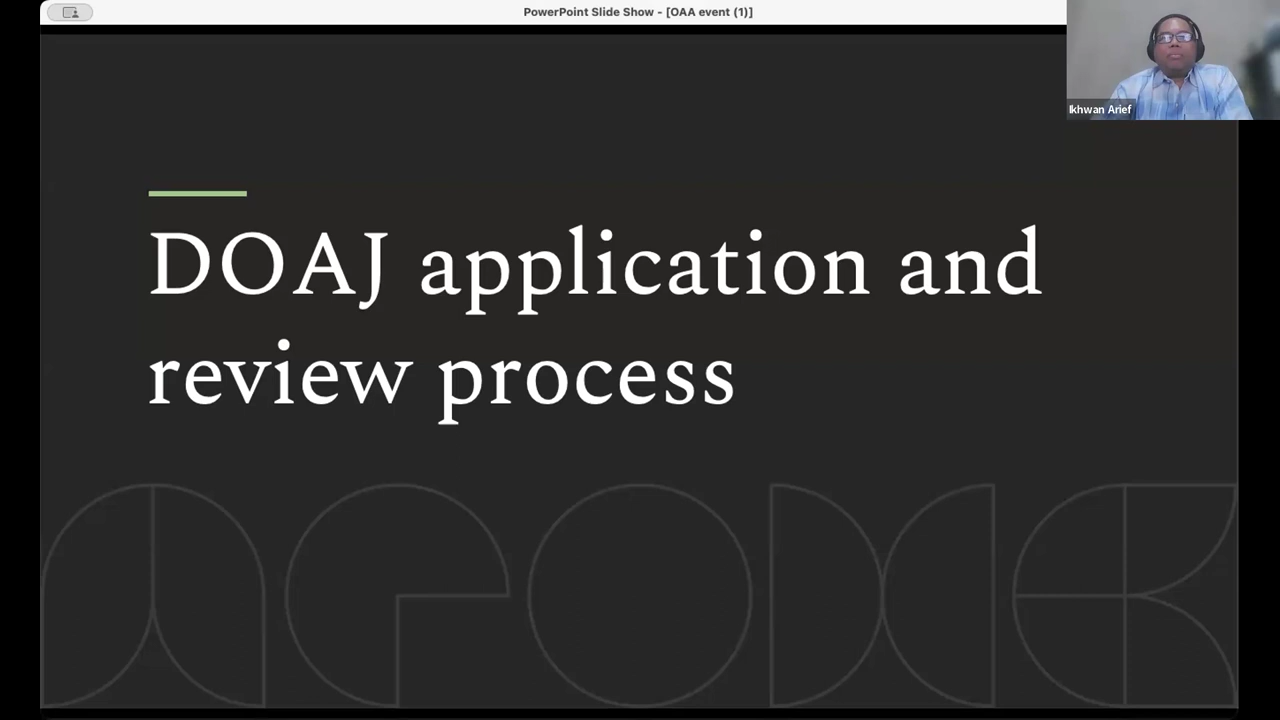 PowerPoint Slide Show - [OAA event (1)]
Ikhwan Arief
DOAJ application and
review process